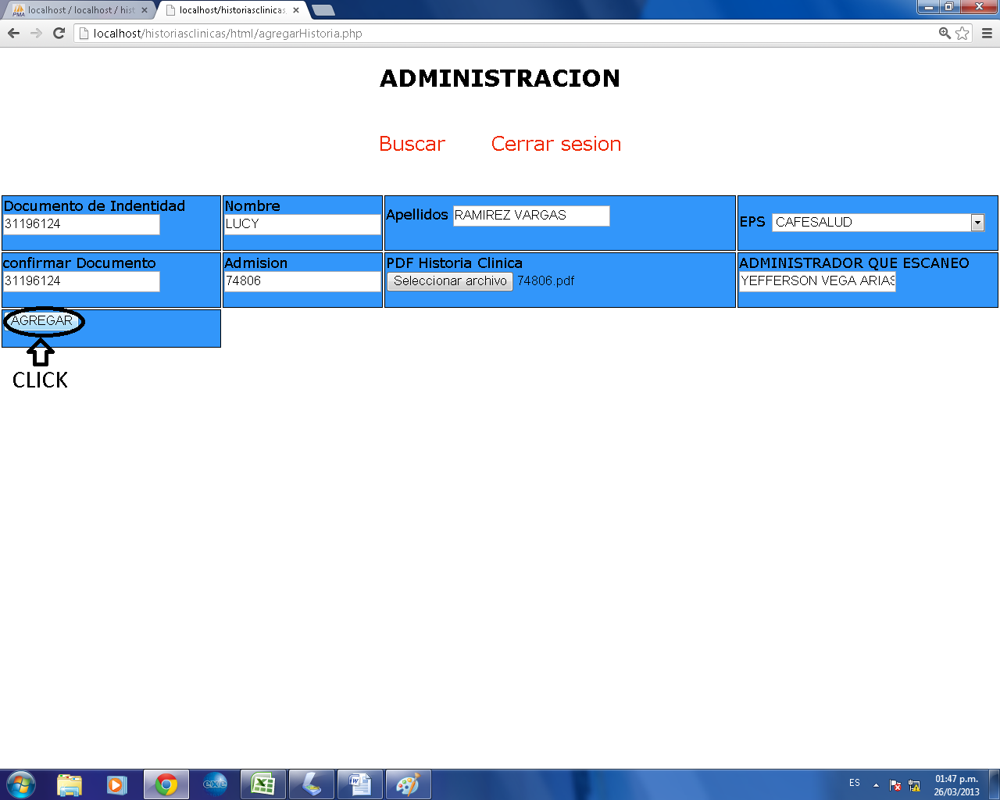 PMA localhost / localhost / hist
localhost/historiasclinicas
localhost/historiasclinicas/html/agregarHistoria.php
ADMINISTRACION
Buscar Cerrar sesion
Documento de Indentidad
31196124
Nombre
LUCY
Apellidos RAMIREZ VARGAS
EPS CAFESALUD
confirmar Documento
31196124
Admision
74806
PDF Historia Clinica
Seleccionar archivo 74806.pdf
ADMINISTRADOR QUE ESCANEO
YEFFERSON VEGA ARIAS
AGREGAR
CLICK
exe
ES
01:47 p.m.
26/03/2013